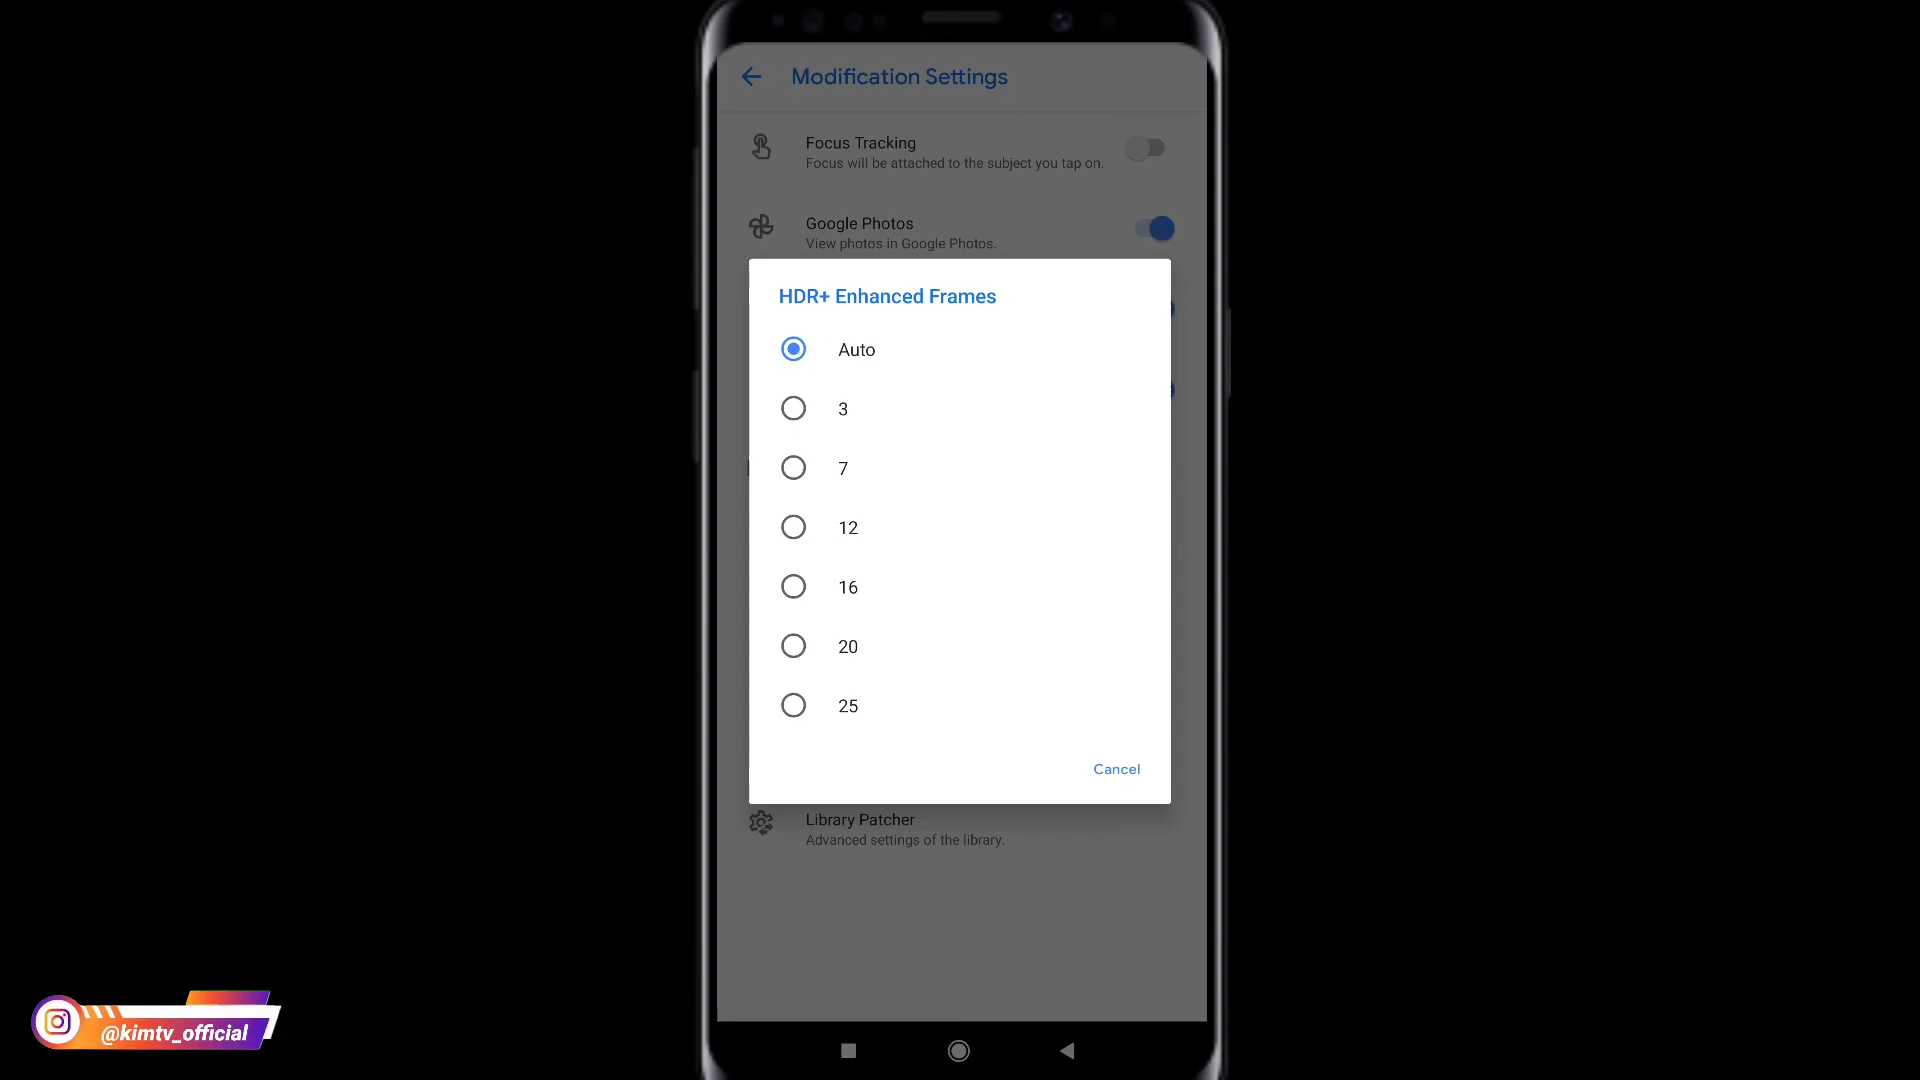 Modification Settings
Focus Tracking
Focus will be attached to the subject you tap on.
Google Photos
View photos in Google Photos.
HDR+ Enhanced Frames
Auto
3
7
12
16
20
25
Cancel
Library Patcher
Advanced settings of the library.
@kimtv_official